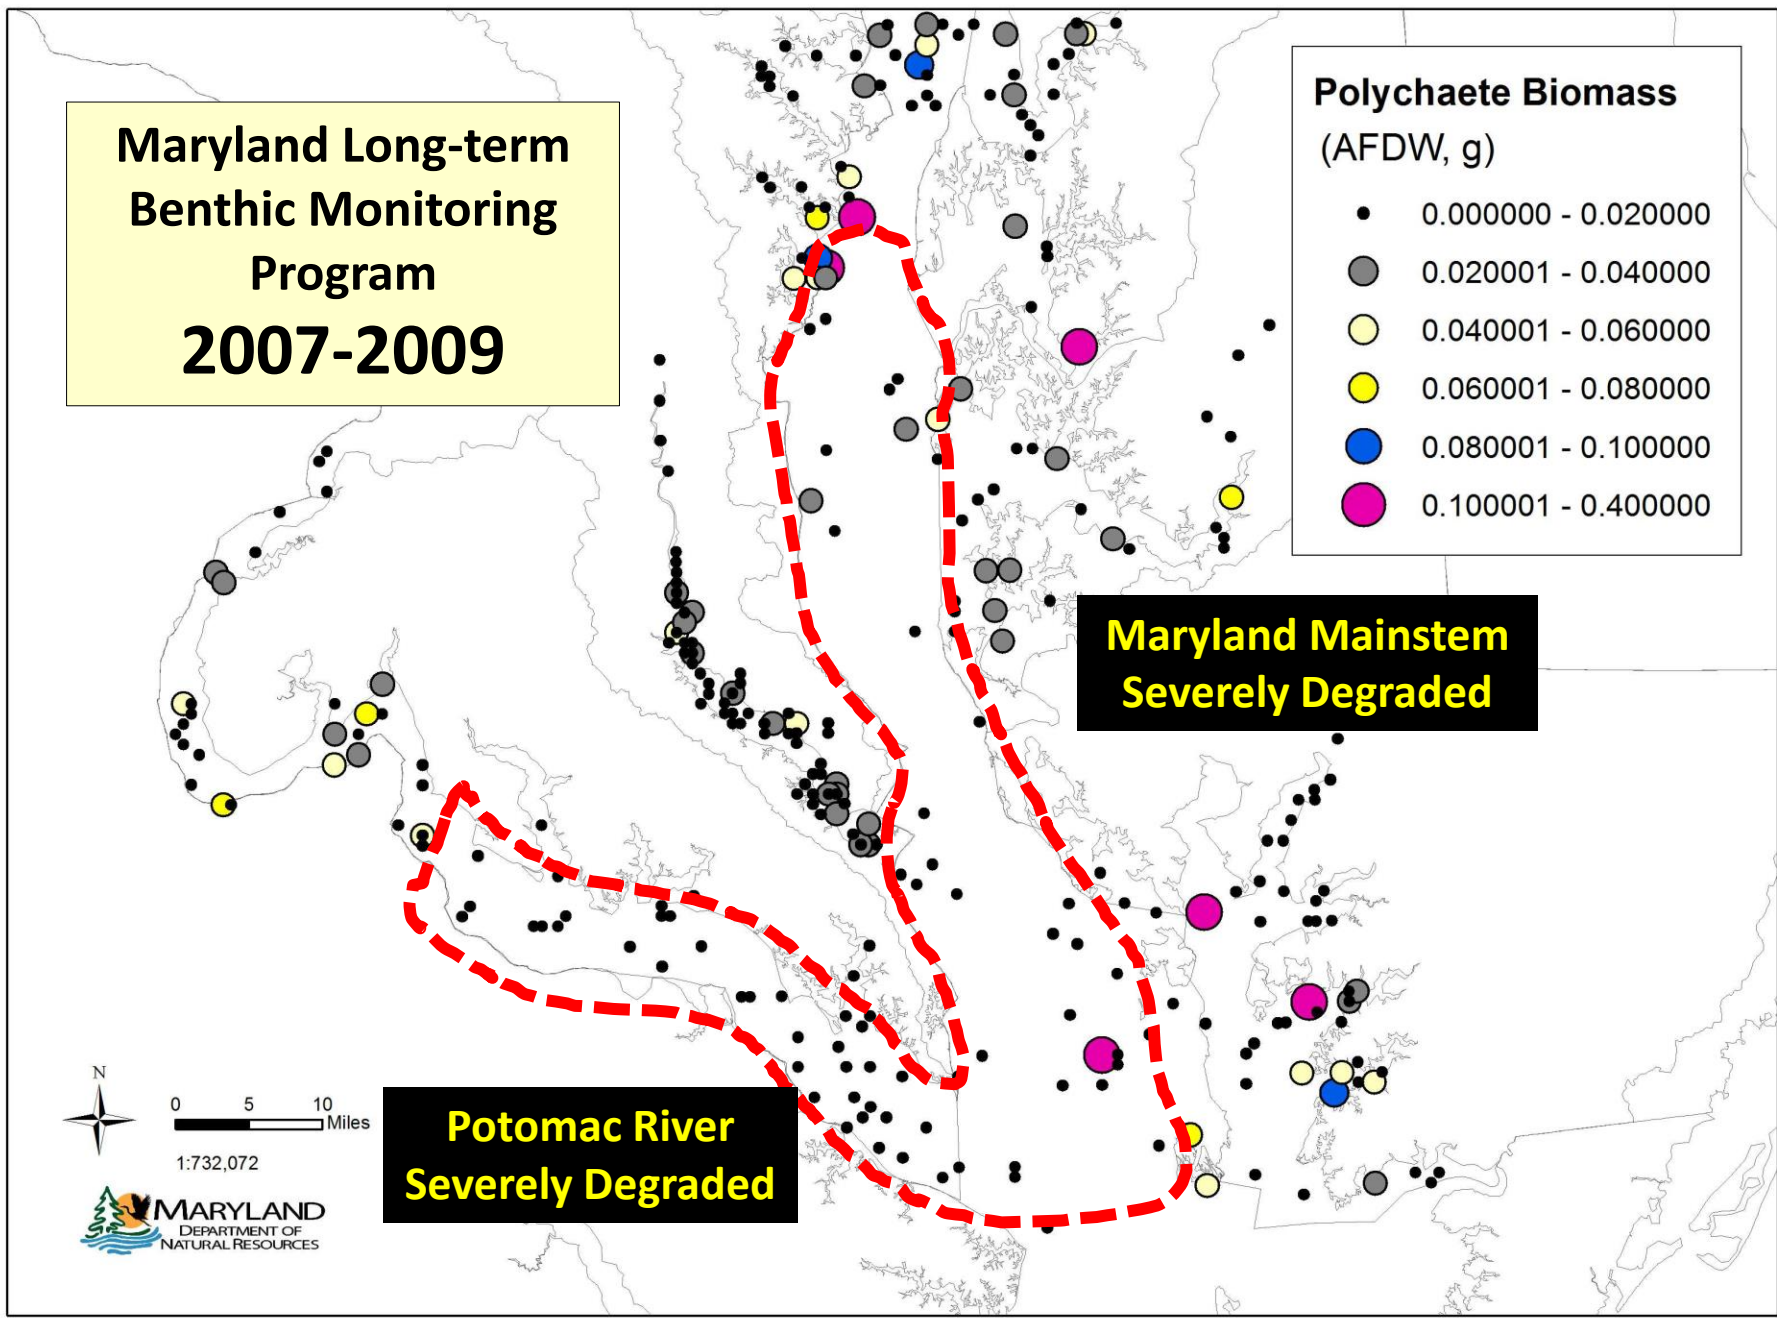 Maryland Long-term
Benthic Monitoring
Program
2007-2009
Polychaete Biomass
(AFDW, g)
0.000000 - 0.020000
0.020001 - 0.040000
0.040001 - 0.060000
0.060001 - 0.080000
0.080001 - 0.100000
0.100001 - 0.400000
Maryland Mainstem
Severely Degraded
Potomac River
Severely Degraded
N
0 5 10
Miles
1:732,072
MARYLAND
DEPARTMENT OF
NATURAL RESOURCES